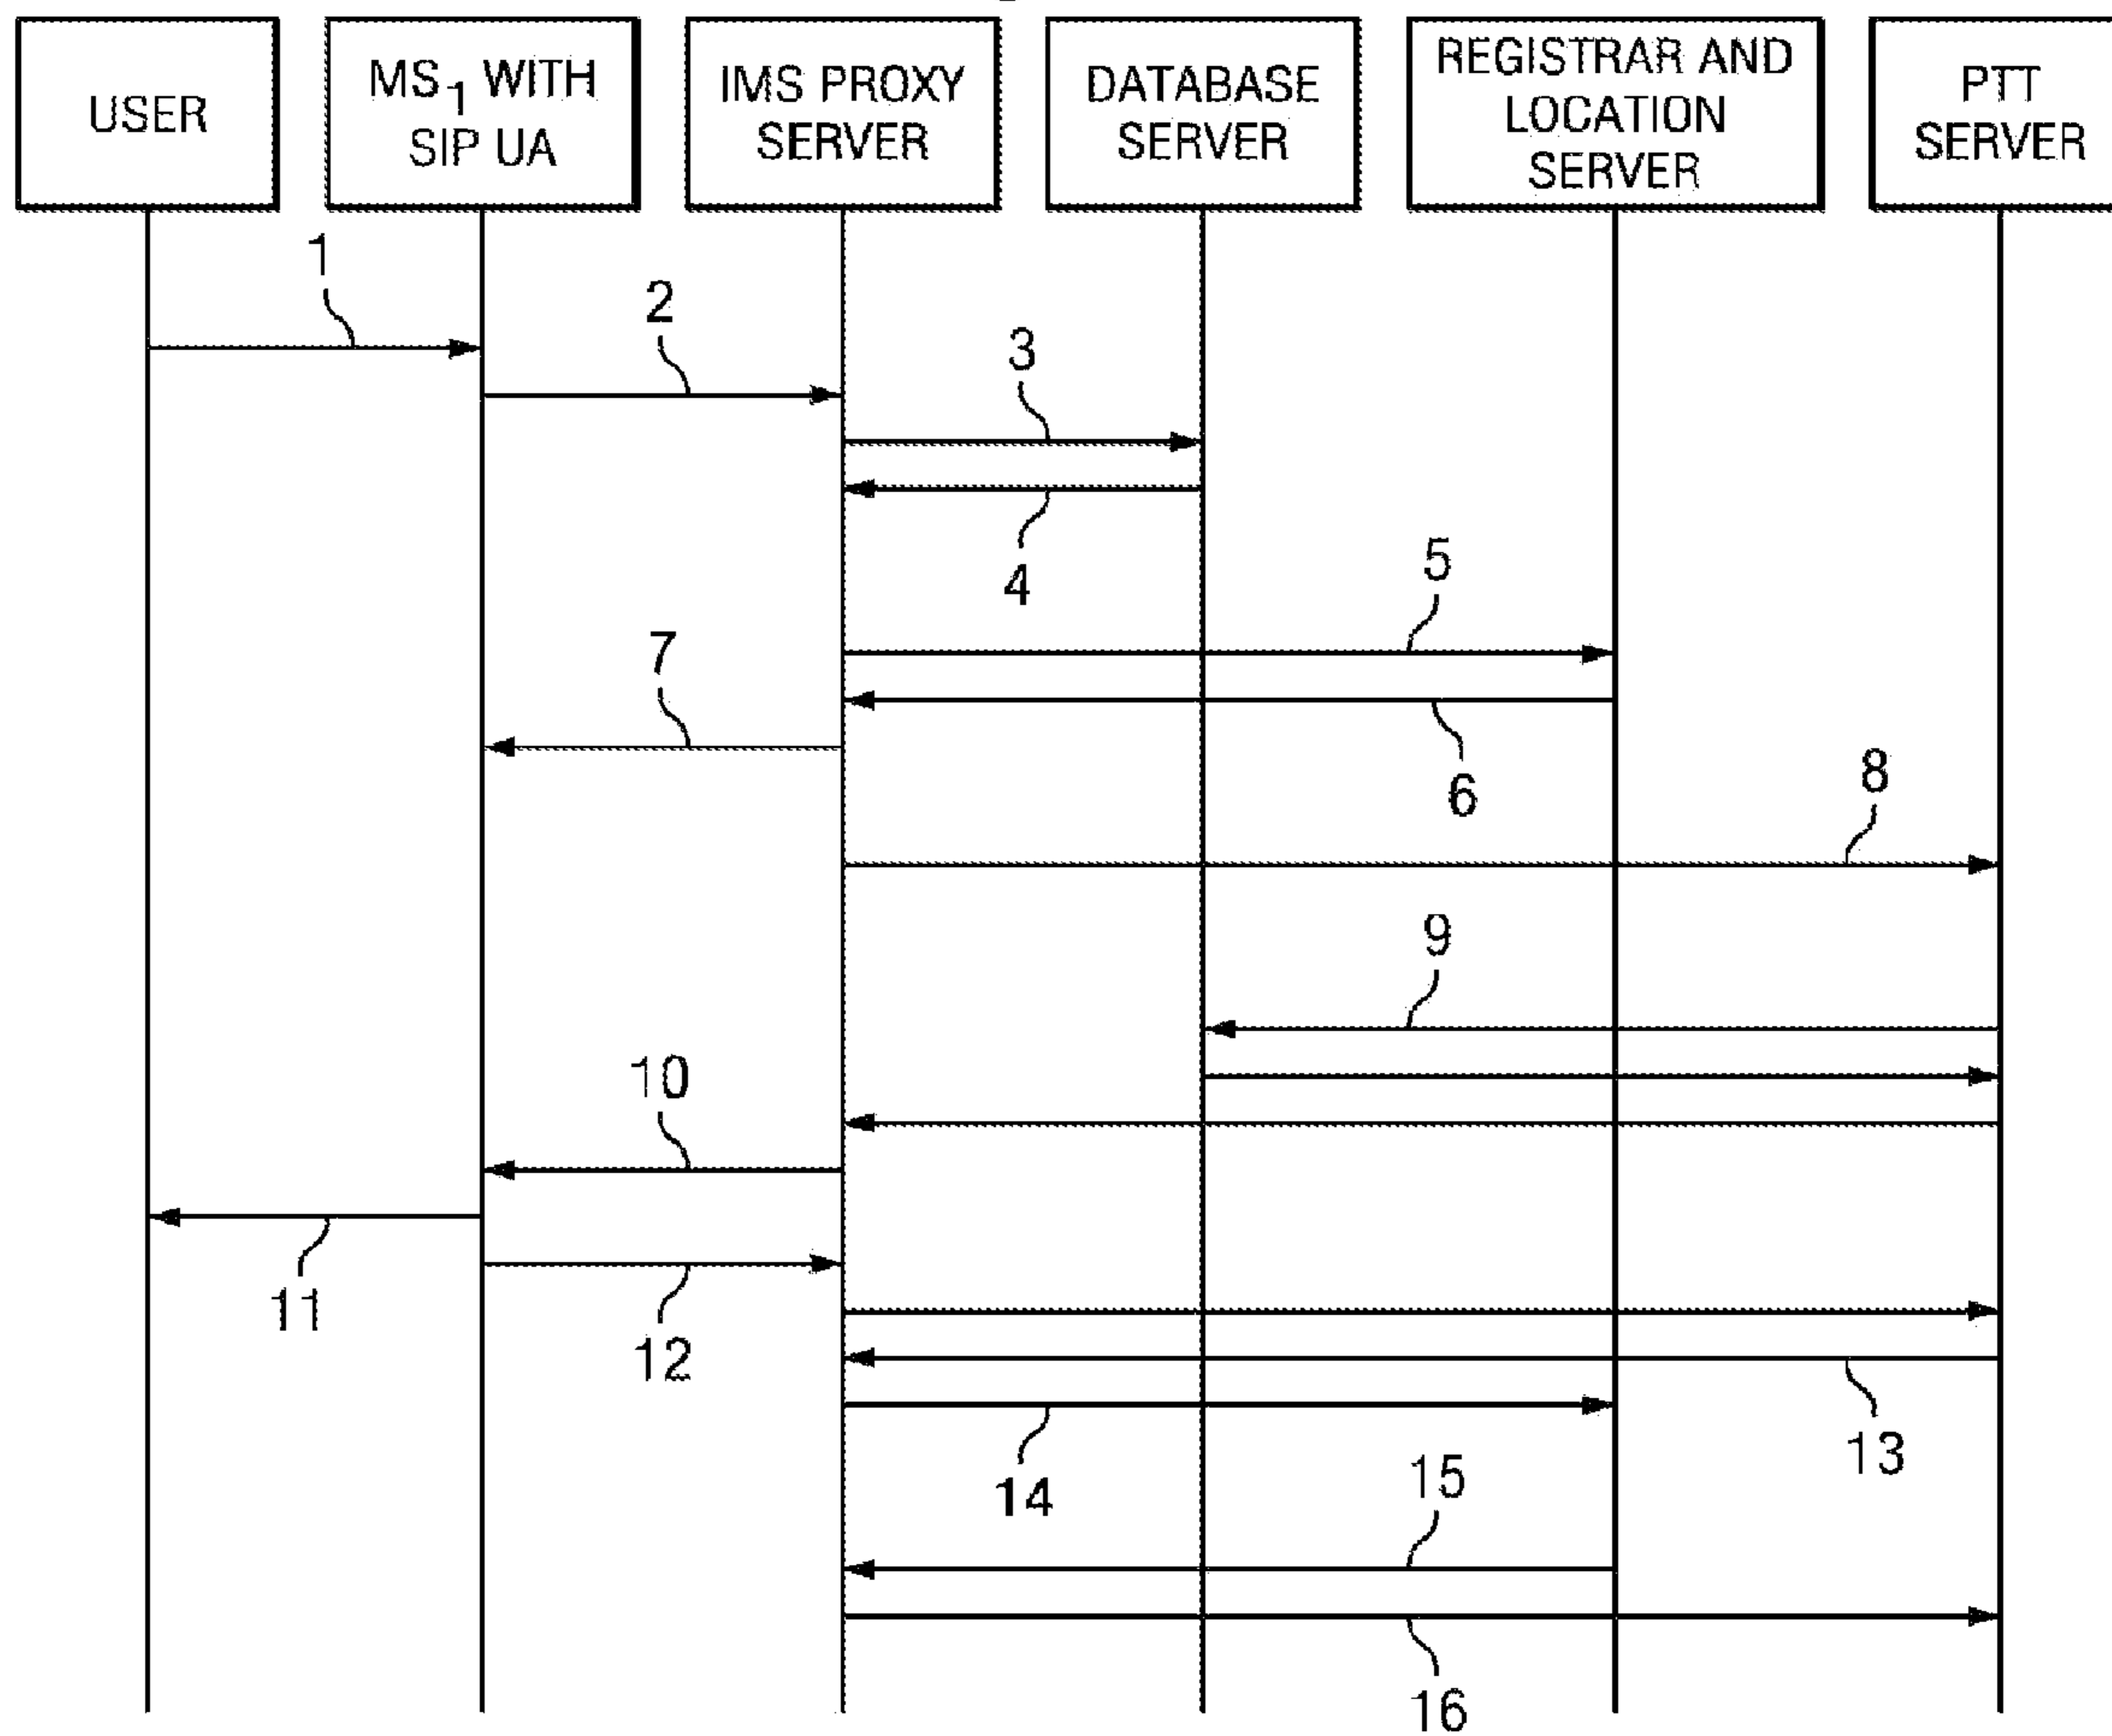 USER
MS1 WITH
SIP UA
IMS PROXY
SERVER
DATABASE
SERVER
REGISTRAR AND
LOCATION
SERVER
PTT
SERVER
1
2
3
4
5
7
6
8
9
10
11
12
13
14
15
16